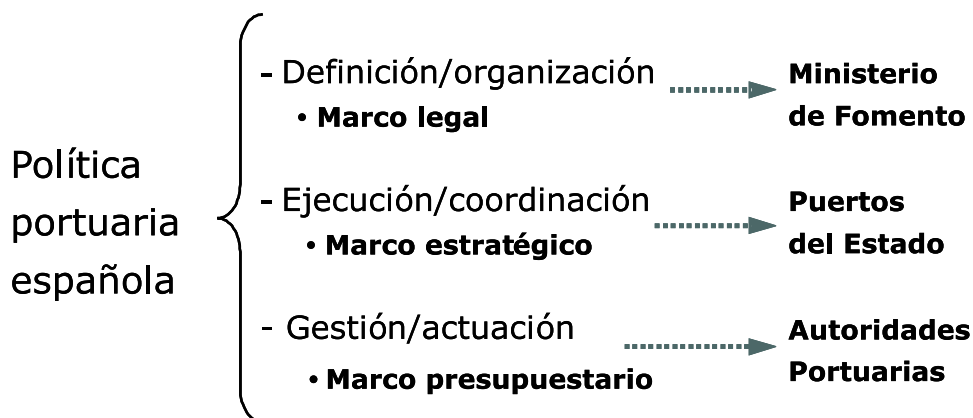 Política
portuaria
española
- Definición/organización
• Marco legal
Ministerio
de Fomento
- Ejecución/coordinación
• Marco estratégico
Puertos
del Estado
- Gestión/actuación
• Marco presupuestario
Autoridades
Portuarias